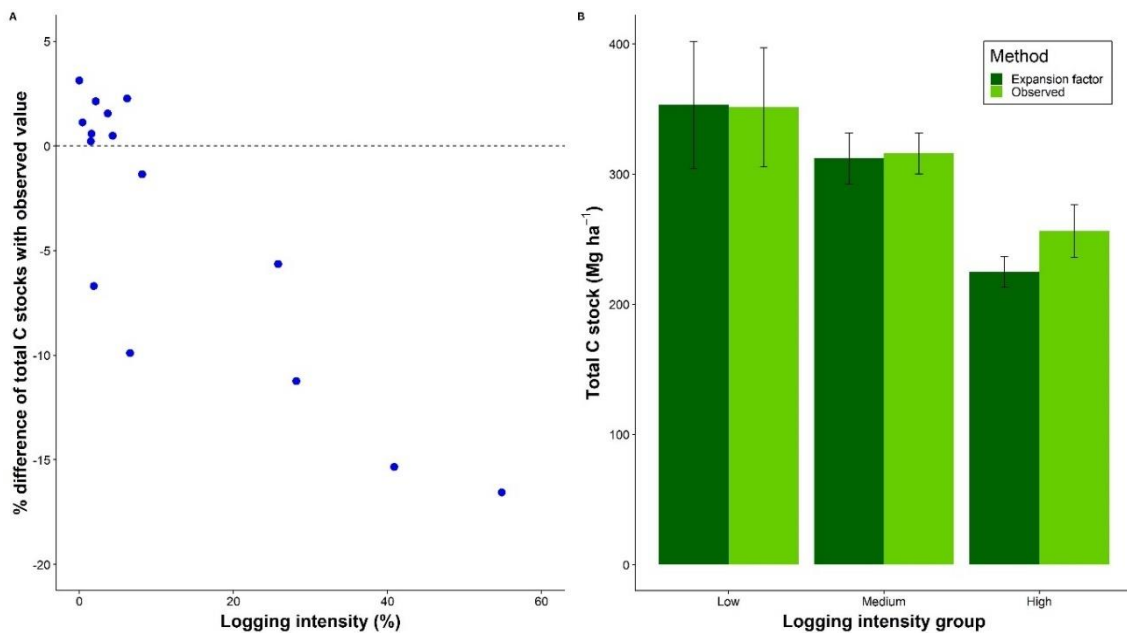 A
% difference of total C stocks with observed value
5
0
-5
-10
-15
-20
0
20
40
60
Logging intensity (%)
B
Total C stock (Mg ha⁻¹)
400
300
200
100
0
Method
Expansion factor
Observed
Low
Medium
High
Logging intensity group